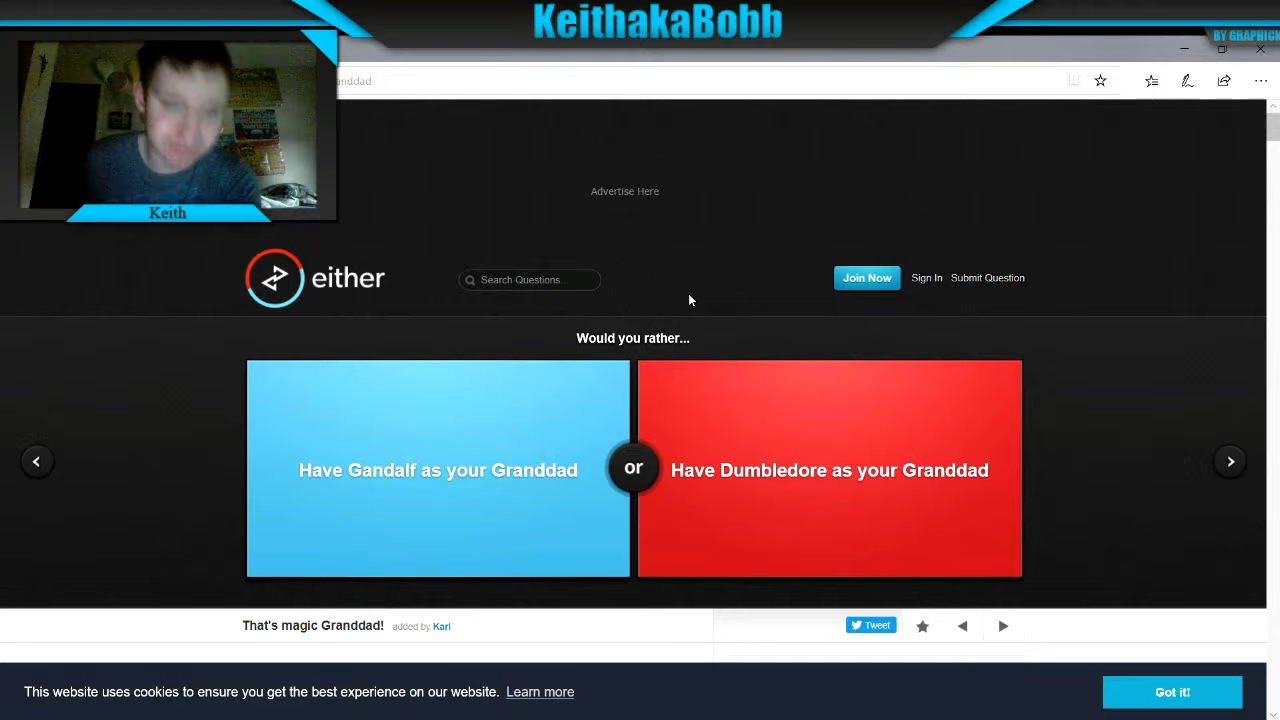 KeithakaBobb
BY GRAPHICK
anddad
Keith
Advertise Here
either
Search Questions...
Join Now
Sign In
Submit Question
Would you rather...
Have Gandalf as your Granddad
or
Have Dumbledore as your Granddad
That's magic Granddad! added by Karl
Tweet
This website uses cookies to ensure you get the best experience on our website. Learn more
Got it!